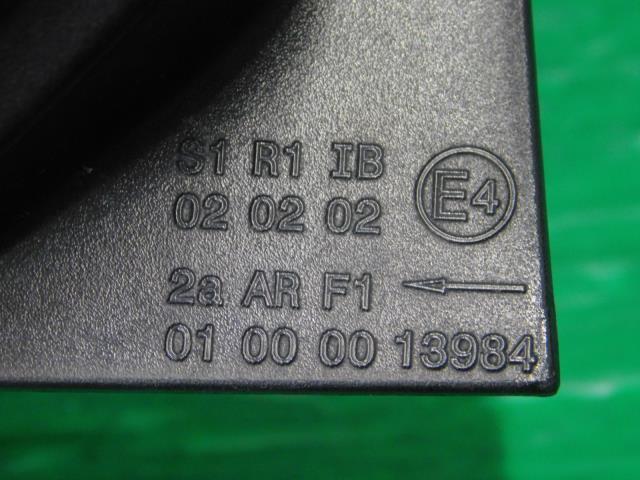 S1 R1 IB
02 02 02 E4
2a AR F1 ←
01 00 00 13984